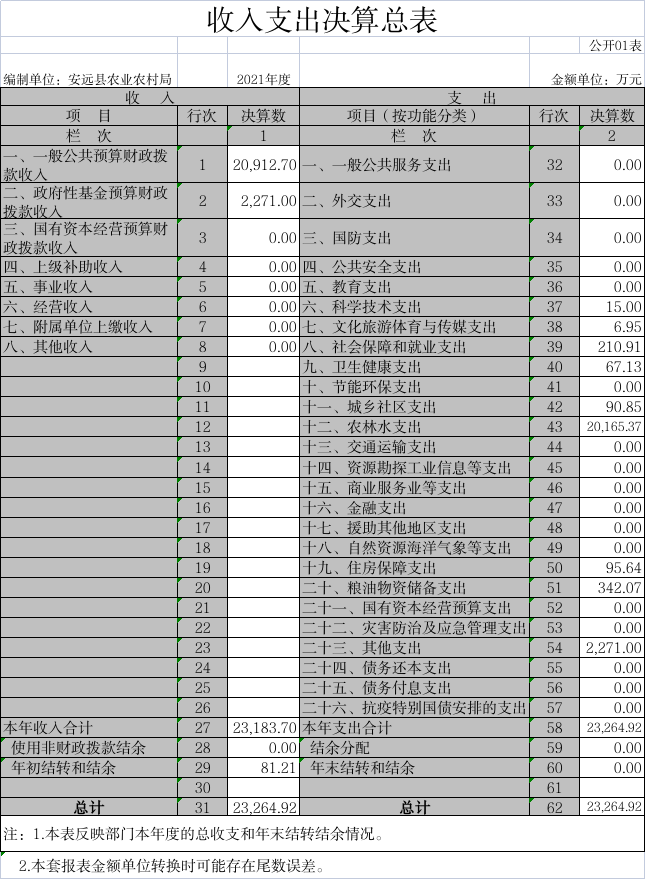 收入支出决算总表
公开01表
编制单位：安远县农业农村局 2021年度 金额单位：万元
收 入 支 出
项 目 行次 决算数 项目（按功能分类） 行次 决算数
栏 次 1 栏 次 2
一、一般公共预算财政拨
款收入 1 20,912.70 一、一般公共服务支出 32 0.00
二、政府性基金预算财政
拨款收入 2 2,271.00 二、外交支出 33 0.00
三、国有资本经营预算财
政拨款收入 3 0.00 三、国防支出 34 0.00
四、上级补助收入 4 0.00 四、公共安全支出 35 0.00
五、事业收入 5 0.00 五、教育支出 36 0.00
六、经营收入 6 0.00 六、科学技术支出 37 15.00
七、附属单位上缴收入 7 0.00 七、文化旅游体育与传媒支出 38 6.95
八、其他收入 8 0.00 八、社会保障和就业支出 39 210.91
9 九、卫生健康支出 40 67.13
10 十、节能环保支出 41 0.00
11 十一、城乡社区支出 42 90.85
12 十二、农林水支出 43 20,165.37
13 十三、交通运输支出 44 0.00
14 十四、资源勘探工业信息等支出 45 0.00
15 十五、商业服务业等支出 46 0.00
16 十六、金融支出 47 0.00
17 十七、援助其他地区支出 48 0.00
18 十八、自然资源海洋气象等支出 49 0.00
19 十九、住房保障支出 50 95.64
20 二十、粮油物资储备支出 51 342.07
21 二十一、国有资本经营预算支出 52 0.00
22 二十二、灾害防治及应急管理支出 53 0.00
23 二十三、其他支出 54 2,271.00
24 二十四、债务还本支出 55 0.00
25 二十五、债务付息支出 56 0.00
26 二十六、抗疫特别国债安排的支出 57 0.00
本年收入合计 27 23,183.70 本年支出合计 58 23,264.92
使用非财政拨款结余 28 0.00 结余分配 59 0.00
年初结转和结余 29 81.21 年末结转和结余 60 0.00
30 61
总计 31 23,264.92 总计 62 23,264.92
注：1.本表反映部门本年度的总收支和年末结转结余情况。
2.本套报表金额单位转换时可能存在尾数误差。